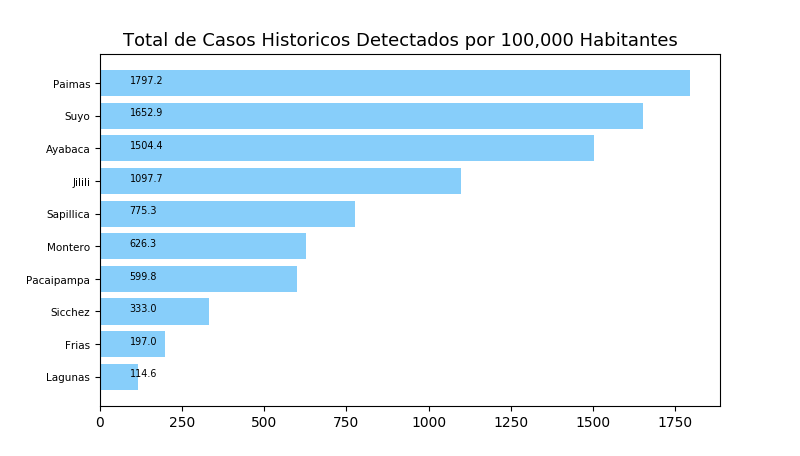 Total de Casos Historicos Detectados por 100,000 Habitantes
Paimas 1797.2
Suyo 1652.9
Ayabaca 1504.4
Jilili 1097.7
Sapillica 775.3
Montero 626.3
Pacaipampa 599.8
Sicchez 333.0
Frias 197.0
Lagunas 114.6
0 250 500 750 1000 1250 1500 1750